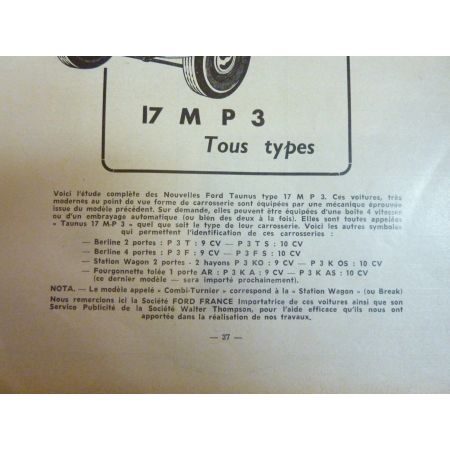 17 M P 3
Tous types
Voici l'étude complète des Nouvelles Ford Taunus type 17 M P 3. Ces voitures, très
modernes au point de vue forme de carrosserie sont équipées par une mécanique éprouvée
issue du modèle précédent. Sur demande, elles peuvent être équipées d'une boîte 4 vitesses
ou d'un embrayage automatique (ou bien des deux à la fois). Elles sont toutes appelées
« Taunus 17 M-P 3 » quel que soit le type de leur carrosserie. Voici les autres symboles
qui permettent l'identification de ces carrosseries :
— Berline 2 portes : P 3 T : 9 CV — P 3 T S : 10 CV
— Berline 4 portes : P 3 F : 9 CV — P 3 F S : 10 CV
— Station Wagon 2 portes - 2 hayons P 3 KO : 9 CV — P 3 K OS : 10 CV
— Fourgonnette tolée 1 porte AR : P 3 K A : 9 CV — P 3 K AS : 10 CV
(ce dernier modèle — sera importé prochainement).
NOTA. — Le modèle appelé « Combi-Turnier » correspond à la « Station Wagon » (ou Break)
Nous remercions ici la Société FORD FRANCE Importatrice de ces voitures ainsi que son
Service Publicité de la Société Walter Thompson, pour l'aide efficace qu'ils nous ont
apportée dans la réalisation de nos travaux.
— 37 —